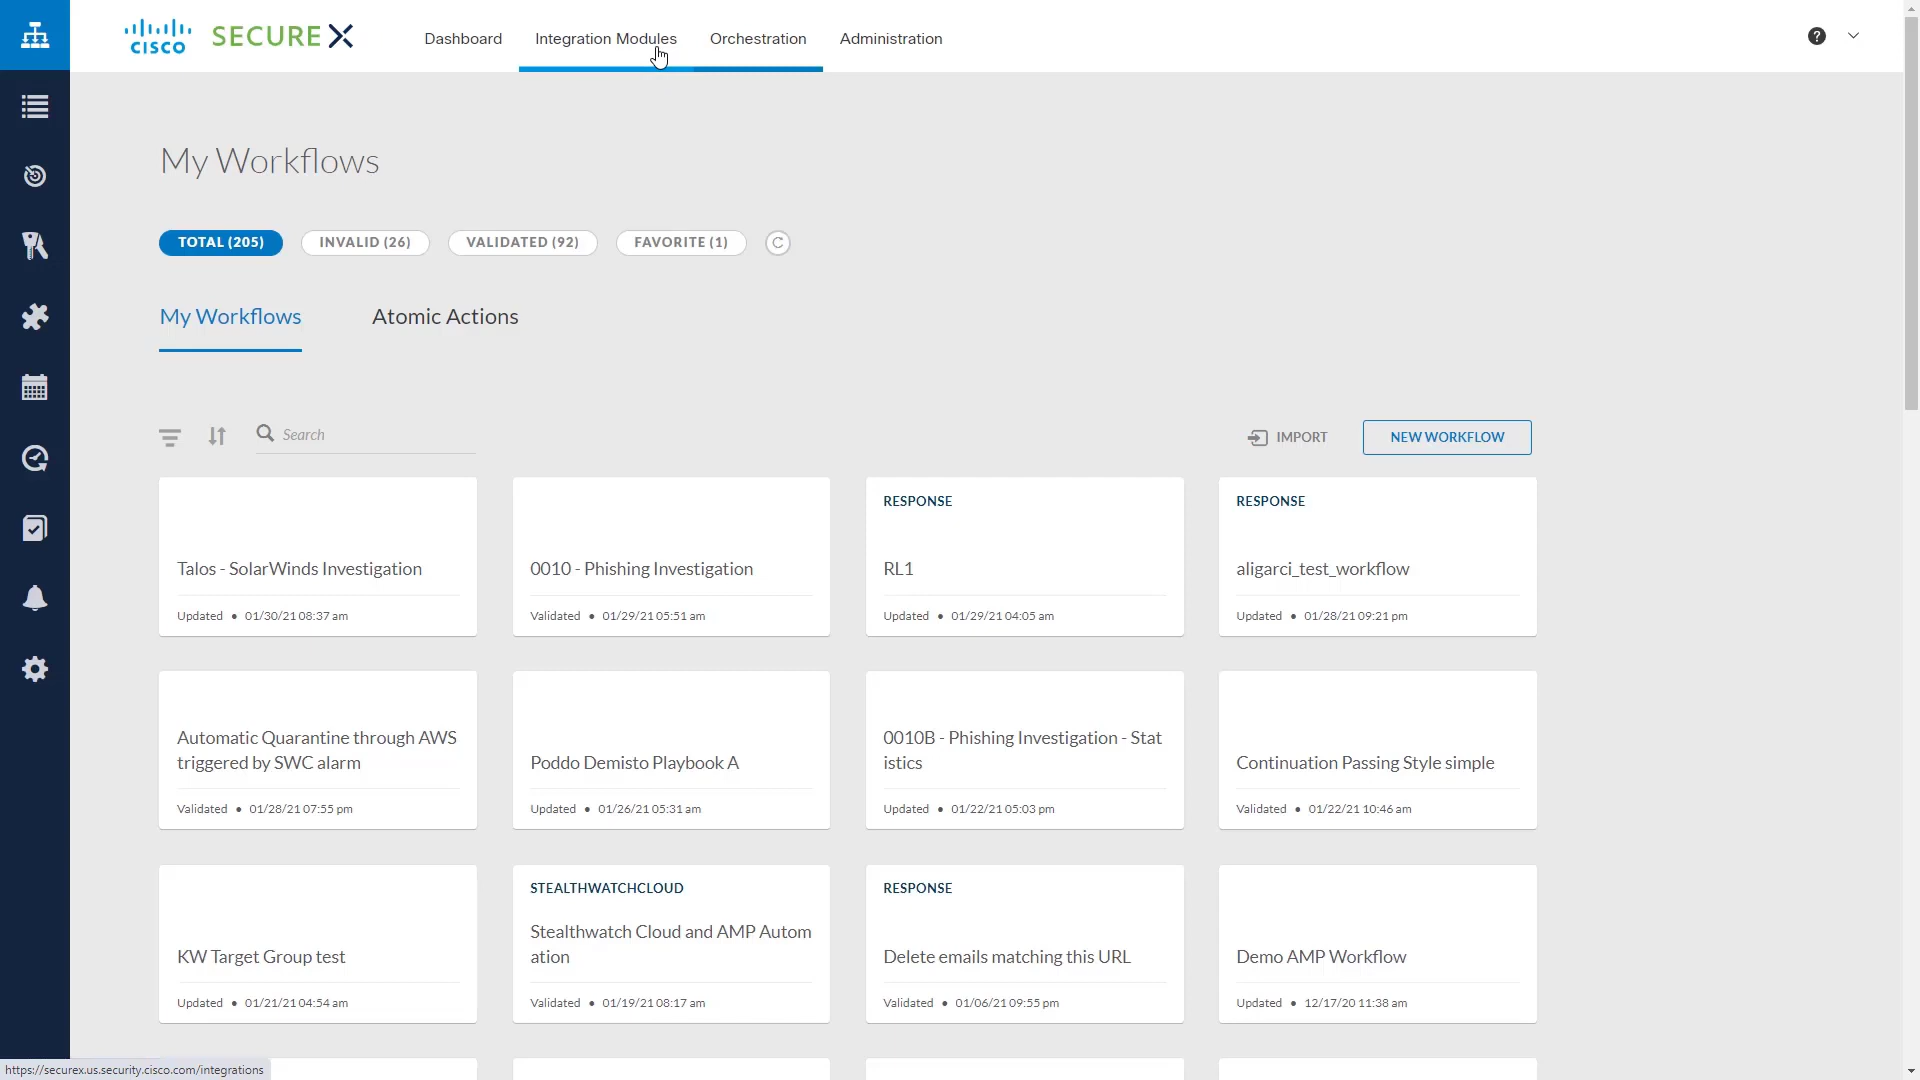 CISCO SECURE X
Dashboard
Integration Modules
Orchestration
Administration
?
My Workflows
TOTAL (205)
INVALID (26)
VALIDATED (92)
FAVORITE (1)
My Workflows
Atomic Actions
Search
IMPORT
NEW WORKFLOW
Talos - SolarWinds Investigation
Updated • 01/30/21 08:37 am
0010 - Phishing Investigation
Validated • 01/29/21 05:51 am
RESPONSE
RL1
Updated • 01/29/21 04:05 am
RESPONSE
aligarci_test_workflow
Updated • 01/28/21 09:21 pm
Automatic Quarantine through AWS
triggered by SWC alarm
Validated • 01/28/21 07:55 pm
Poddo Demisto Playbook A
Updated • 01/26/21 05:31 am
0010B - Phishing Investigation - Stat
istics
Updated • 01/22/21 05:03 pm
Continuation Passing Style simple
Validated • 01/22/21 10:46 am
KW Target Group test
Updated • 01/21/21 04:54 am
STEALTHWATCHCLOUD
Stealthwatch Cloud and AMP Autom
ation
Validated • 01/19/21 08:17 am
RESPONSE
Delete emails matching this URL
Validated • 01/06/21 09:55 pm
Demo AMP Workflow
Updated • 12/17/20 11:38 am
https://securex.us.security.cisco.com/integrations